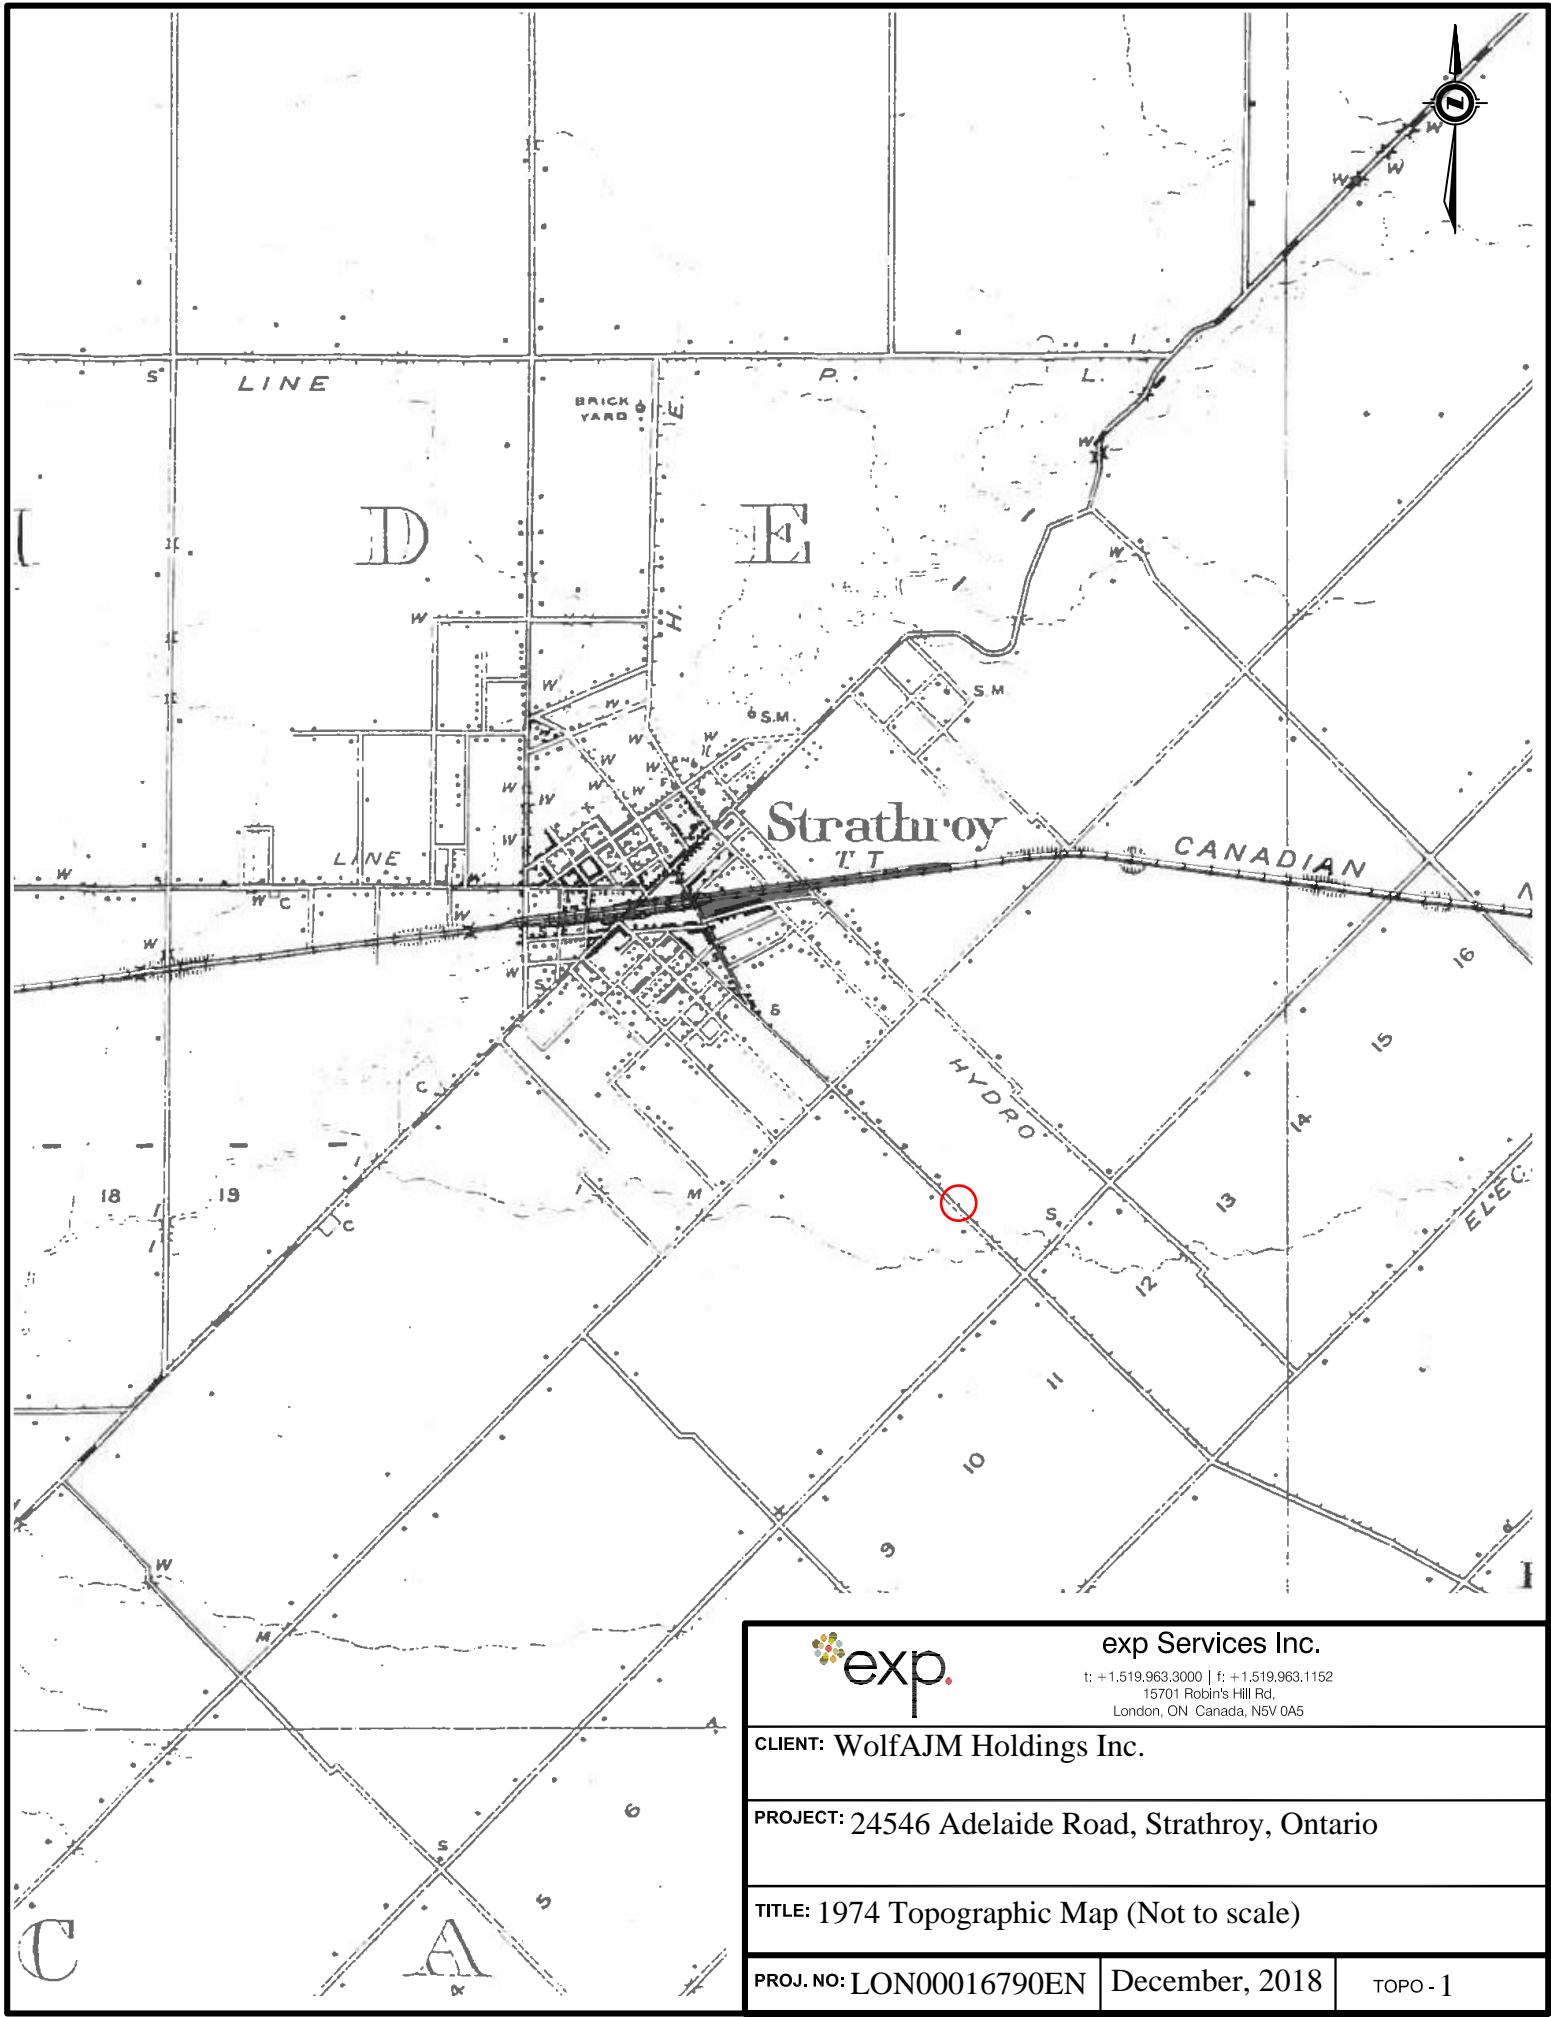 N
W
W
W
S
LINE
P.
L.
I
BRICK
YARD
E.
W
I D E
W
W
H.
W
S.M.
S.M.
W
W
W
W
W
W
W
W
W
W
Strathroy
T T
CANADIAN
N
LINE
W
W
C
W
W
W
S
S
16
15
HYDRO
14
C
M
18
19
I
I
I
I
C
S
13
ELEC.
12
11
10
9
W
M
A
6
S
5
4
C A
exp.
exp Services Inc.
t: +1.519.963.3000 | f: +1.519.963.1152
15701 Robin's Hill Rd,
London, ON Canada, N5V 0A5
CLIENT: WolfAJM Holdings Inc.
PROJECT: 24546 Adelaide Road, Strathroy, Ontario
TITLE: 1974 Topographic Map (Not to scale)
PROJ. NO: LON00016790EN December, 2018 TOPO - 1